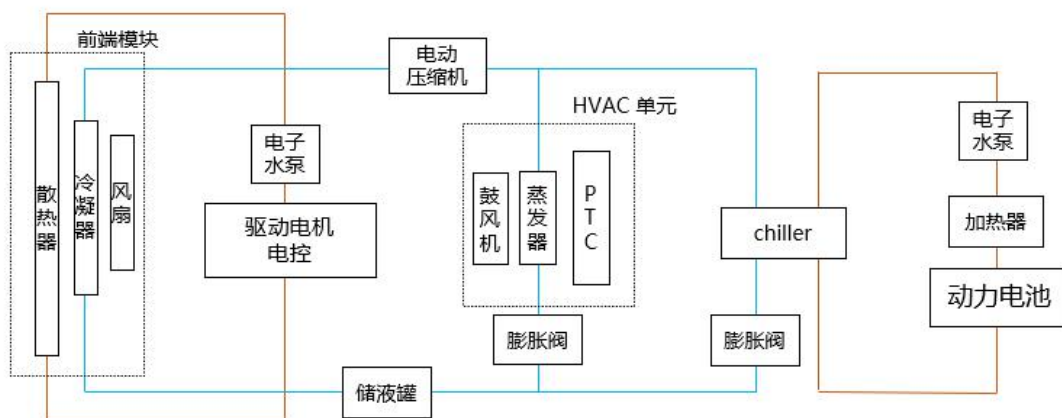 前端模块
散热器
冷凝器
风扇
电子
水泵
驱动电机
电控
电动
压缩机
储液罐
HVAC 单元
鼓风机
蒸发器
PTC
膨胀阀
chiller
膨胀阀
电子
水泵
加热器
动力电池